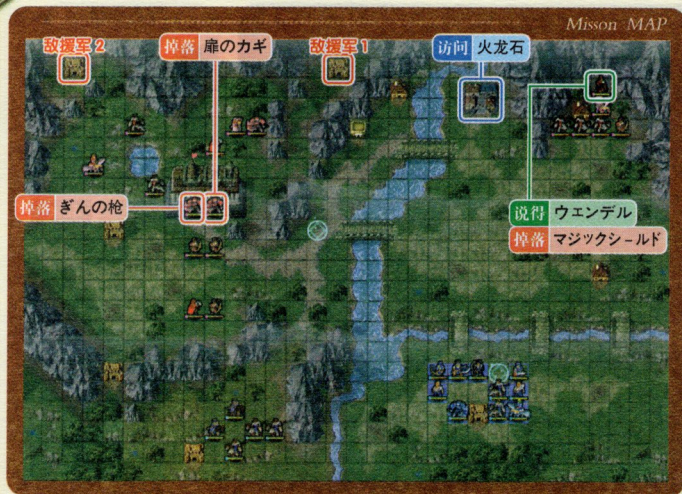 Misson MAP
敌援军 2
掉落 扉のカギ
敌援军 1
访问 火龙石
掉落 ぎんの枪
说得 ウェンデル
掉落 マジックシールド